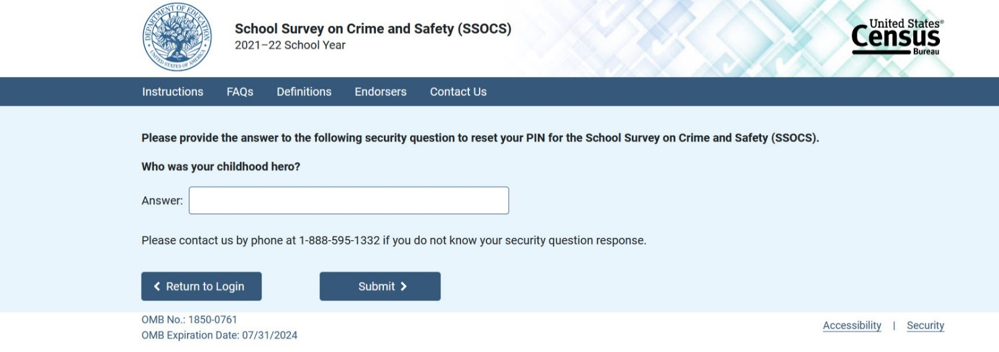 DEPARTMENT OF EDUCATION
UNITED STATES OF AMERICA
School Survey on Crime and Safety (SSOCS)
2021–22 School Year
United States®
Census
Bureau
Instructions FAQs Definitions Endorsers Contact Us
Please provide the answer to the following security question to reset your PIN for the School Survey on Crime and Safety (SSOCS).
Who was your childhood hero?
Answer:
Please contact us by phone at 1-888-595-1332 if you do not know your security question response.
Return to Login Submit
OMB No.: 1850-0761
OMB Expiration Date: 07/31/2024
Accessibility | Security